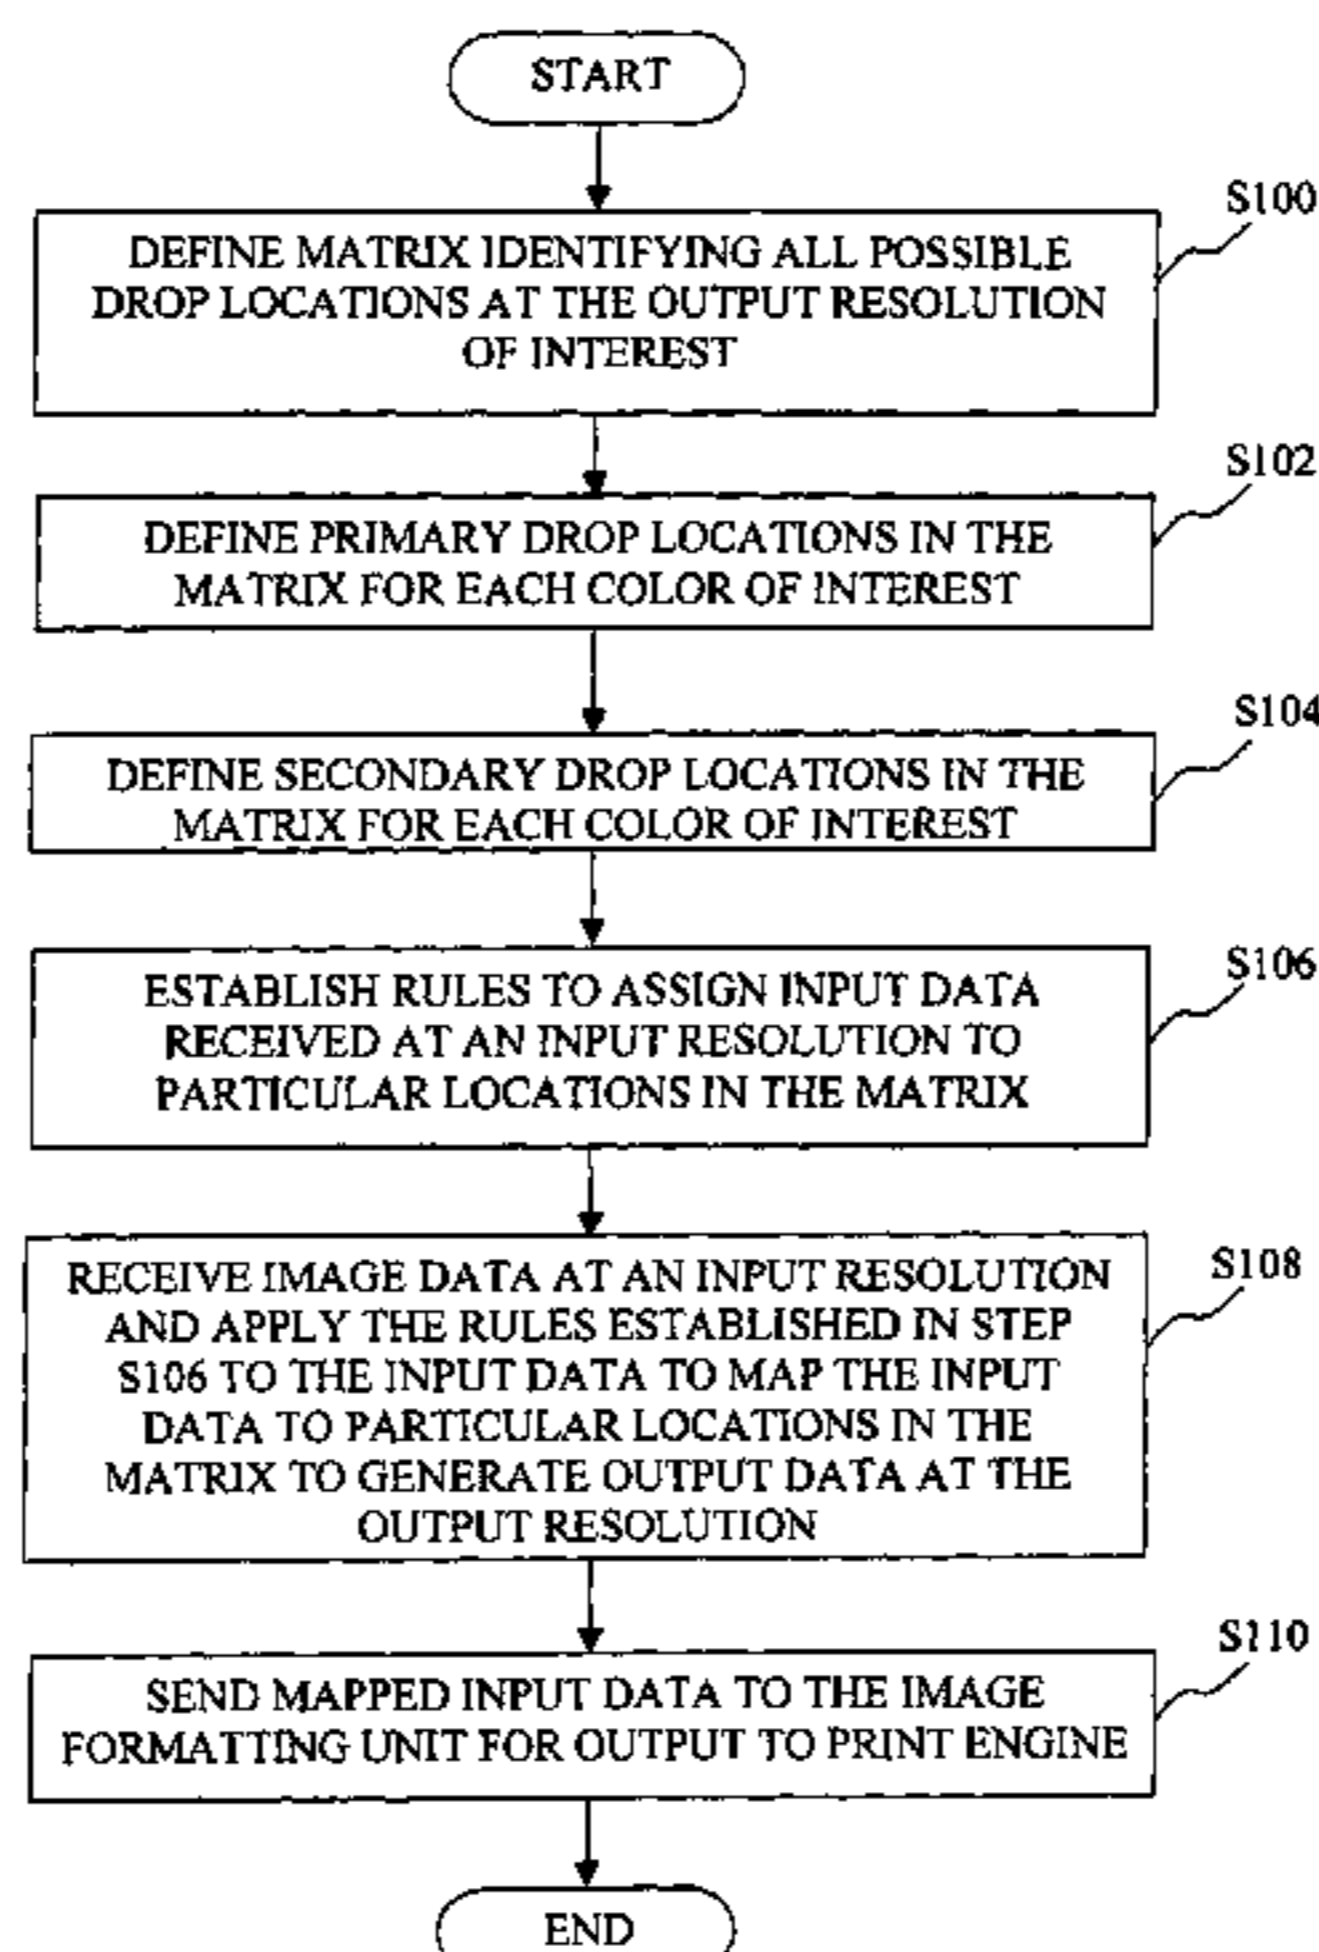 START
S100
DEFINE MATRIX IDENTIFYING ALL POSSIBLE
DROP LOCATIONS AT THE OUTPUT RESOLUTION
OF INTEREST
S102
DEFINE PRIMARY DROP LOCATIONS IN THE
MATRIX FOR EACH COLOR OF INTEREST
S104
DEFINE SECONDARY DROP LOCATIONS IN THE
MATRIX FOR EACH COLOR OF INTEREST
S106
ESTABLISH RULES TO ASSIGN INPUT DATA
RECEIVED AT AN INPUT RESOLUTION TO
PARTICULAR LOCATIONS IN THE MATRIX
S108
RECEIVE IMAGE DATA AT AN INPUT RESOLUTION
AND APPLY THE RULES ESTABLISHED IN STEP
S106 TO THE INPUT DATA TO MAP THE INPUT
DATA TO PARTICULAR LOCATIONS IN THE
MATRIX TO GENERATE OUTPUT DATA AT THE
OUTPUT RESOLUTION
S110
SEND MAPPED INPUT DATA TO THE IMAGE
FORMATTING UNIT FOR OUTPUT TO PRINT ENGINE
END